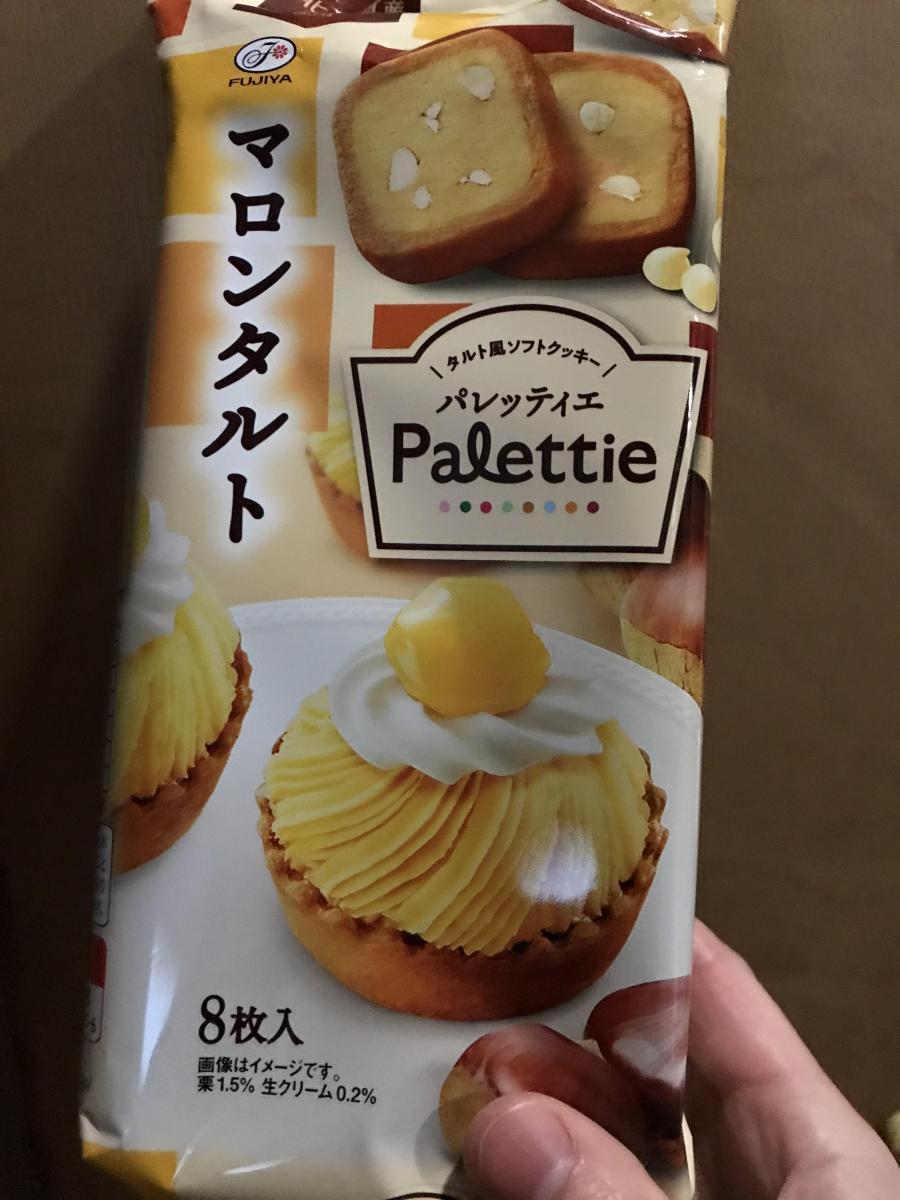 FUJIYA
マロンタルト
タルト風ソフトクッキー
パレッティエ
Palettie
8枚入
画像はイメージです。
栗1.5% 生クリーム0.2%